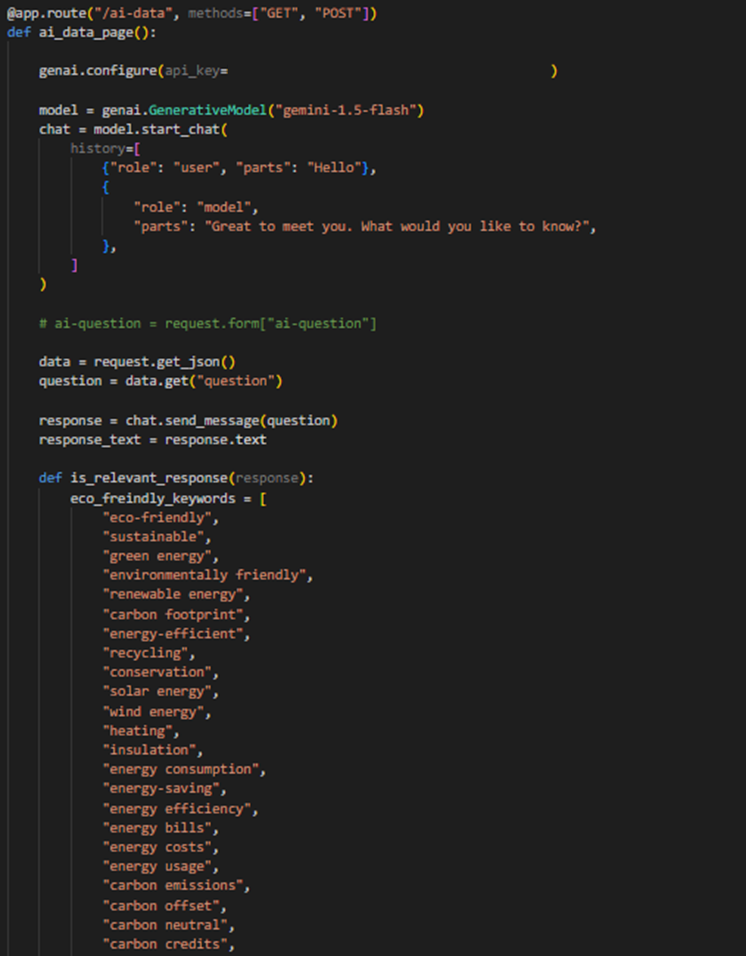 @app.route("/ai-data", methods=["GET", "POST"])
def ai_data_page():
genai.configure(api_key= )
model = genai.GenerativeModel("gemini-1.5-flash")
chat = model.start_chat(
history=[
{"role": "user", "parts": "Hello"},
{
"role": "model",
"parts": "Great to meet you. What would you like to know?",
},
]
)
# ai-question = request.form["ai-question"]
data = request.get_json()
question = data.get("question")
response = chat.send_message(question)
response_text = response.text
def is_relevant_response(response):
eco_freindly_keywords = [
"eco-friendly",
"sustainable",
"green energy",
"environmentally friendly",
"renewable energy",
"carbon footprint",
"energy-efficient",
"recycling",
"conservation",
"solar energy",
"wind energy",
"heating",
"insulation",
"energy consumption",
"energy-saving",
"energy efficiency",
"energy bills",
"energy costs",
"energy usage",
"carbon emissions",
"carbon offset",
"carbon neutral",
"carbon credits",